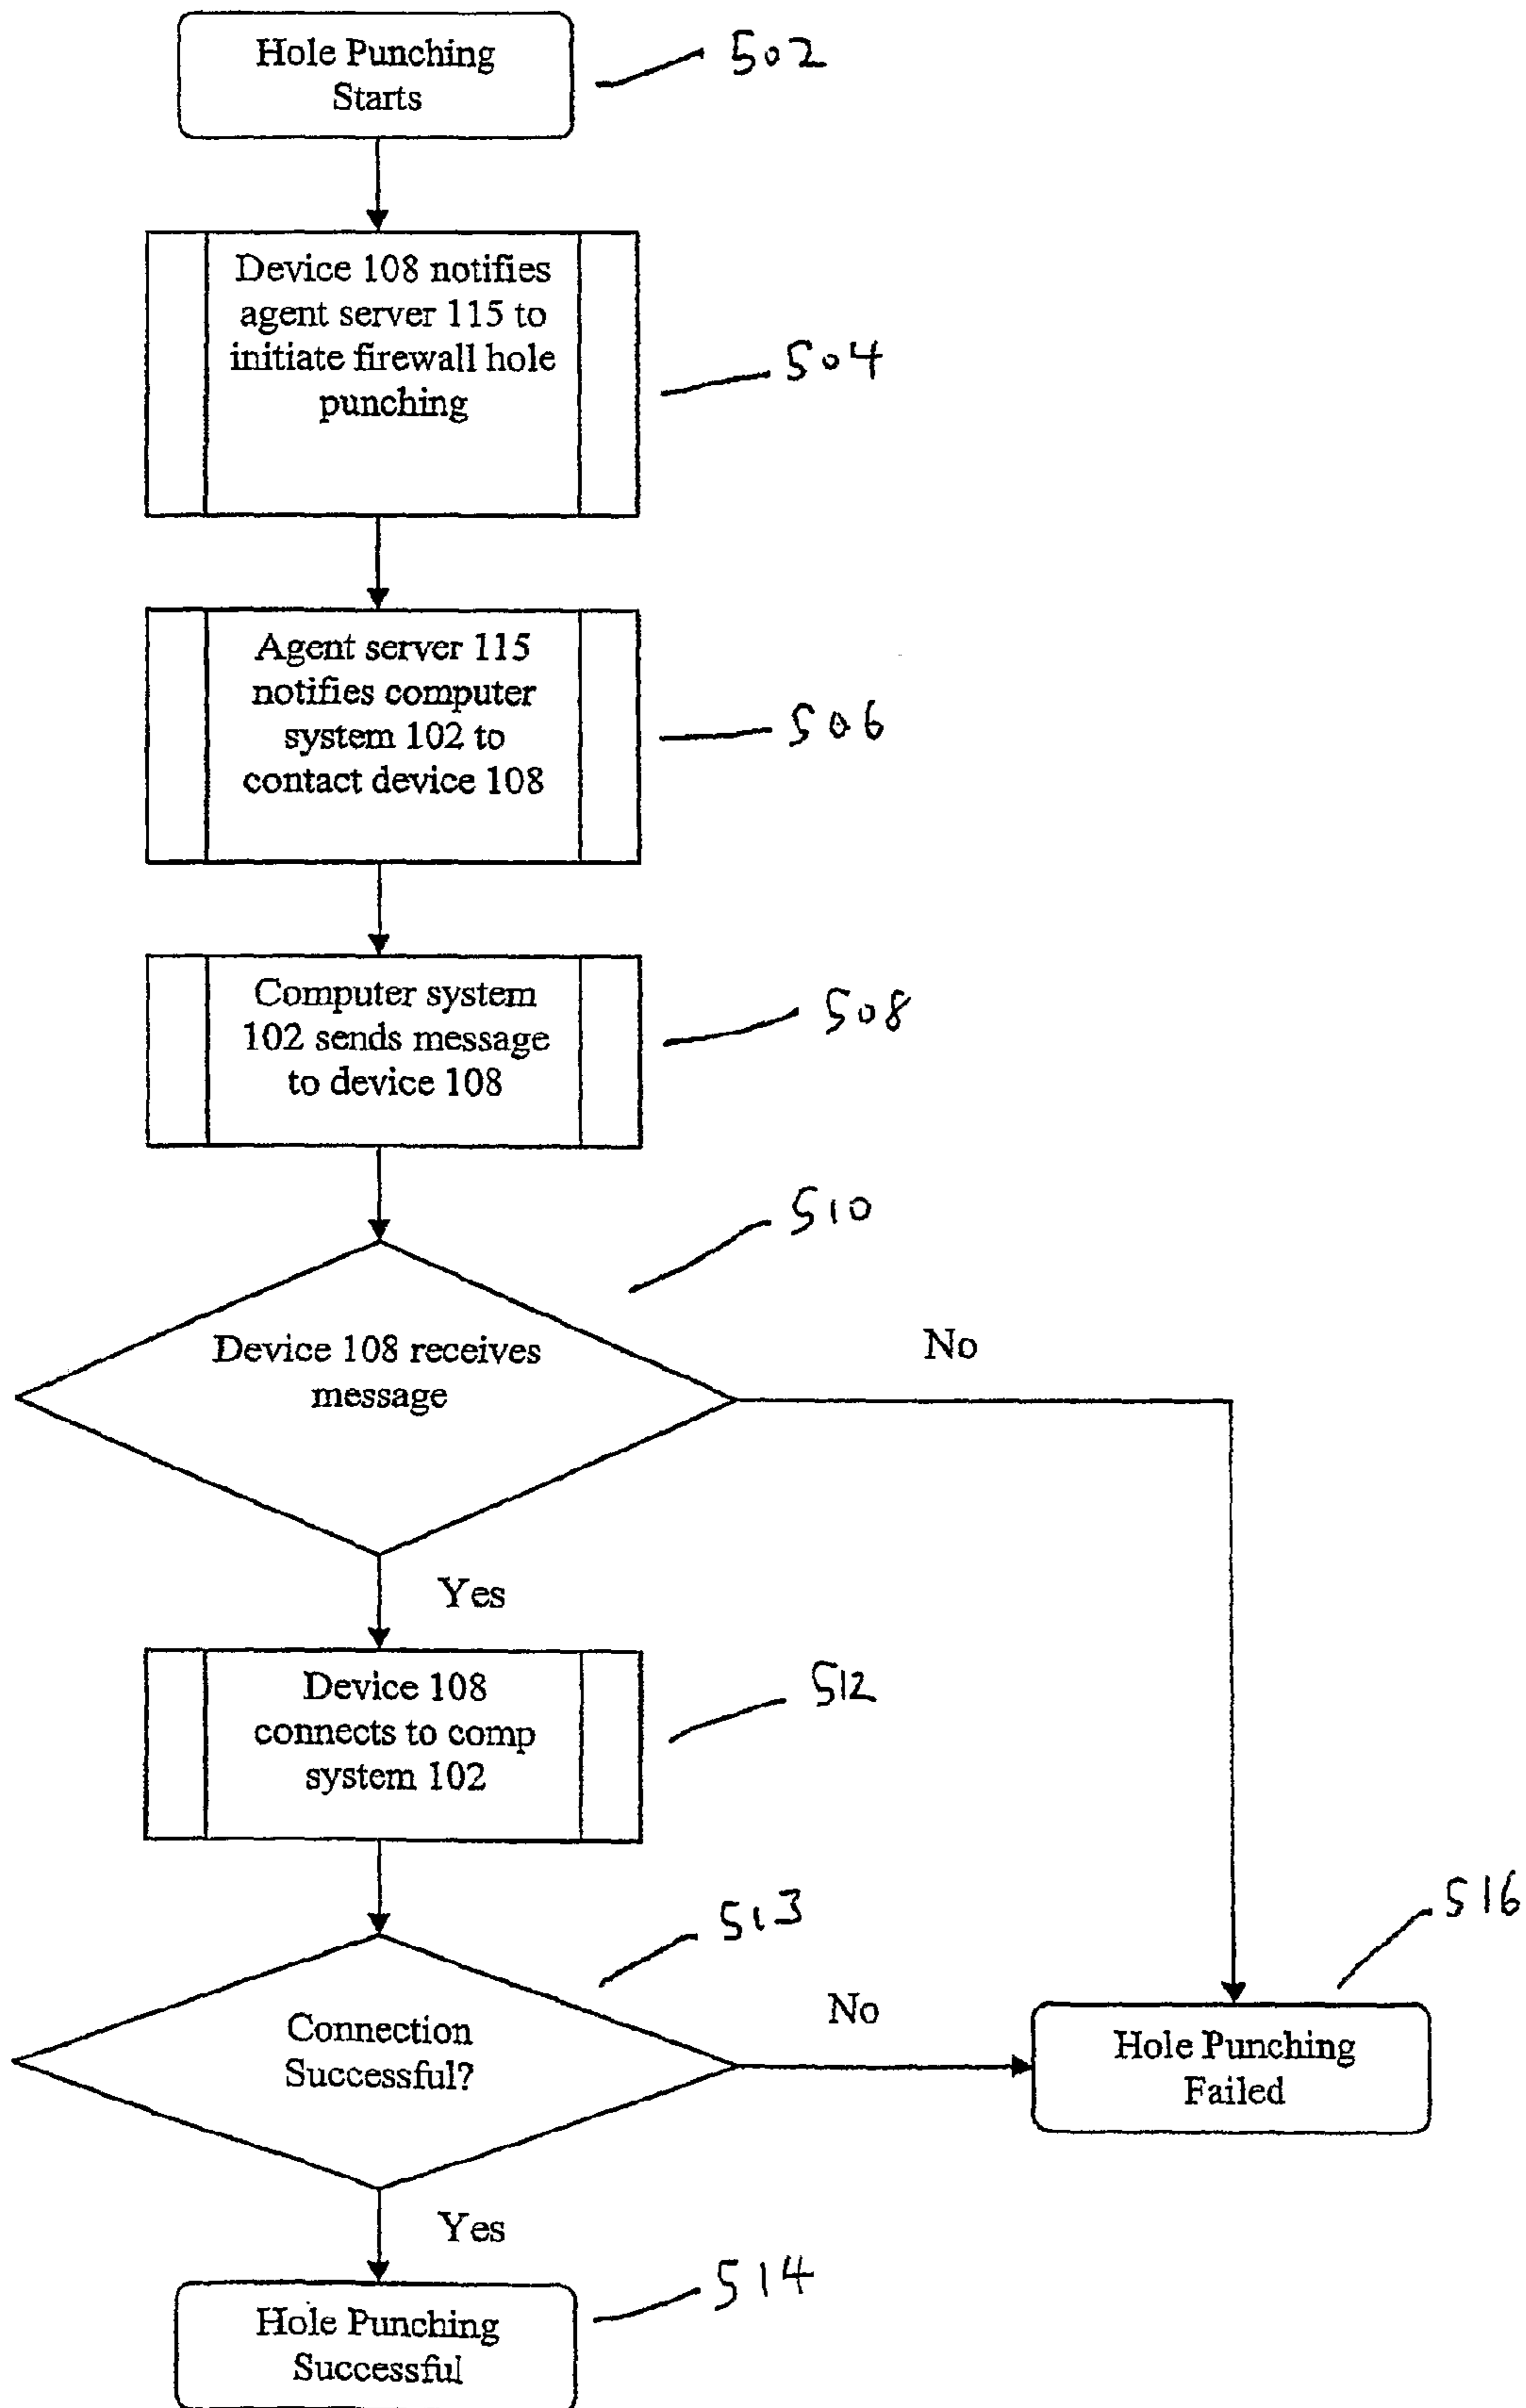 Hole Punching
Starts
502
Device 108 notifies
agent server 115 to
initiate firewall hole
punching
504
Agent server 115
notifies computer
system 102 to
contact device 108
506
Computer system
102 sends message
to device 108
508
510
Device 108 receives
message
No
Yes
Device 108
connects to comp
system 102
512
513
Connection
Successful?
No
516
Hole Punching
Failed
Yes
514
Hole Punching
Successful